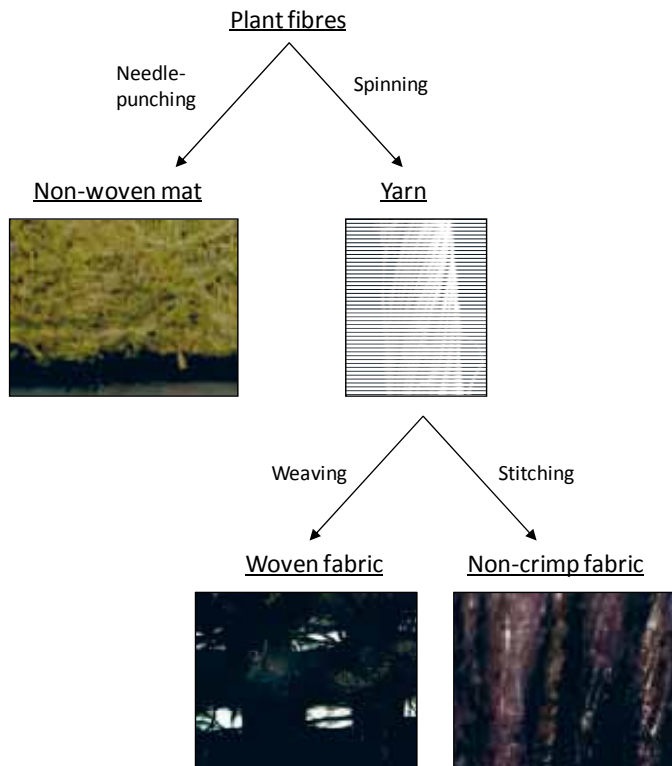 Plant fibres
Needle-
punching
Spinning
Non-woven mat
Yarn
Weaving
Stitching
Woven fabric
Non-crimp fabric